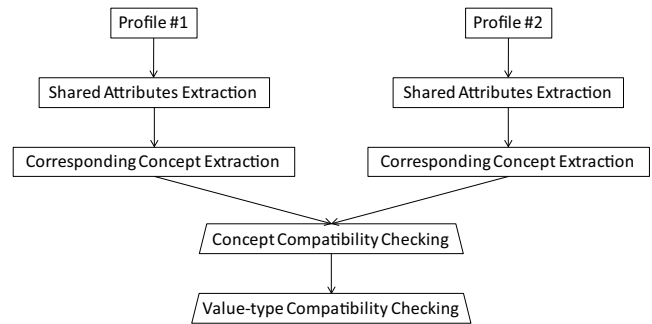 Profile #1
Profile #2
Shared Attributes Extraction
Shared Attributes Extraction
Corresponding Concept Extraction
Corresponding Concept Extraction
Concept Compatibility Checking
Value-type Compatibility Checking